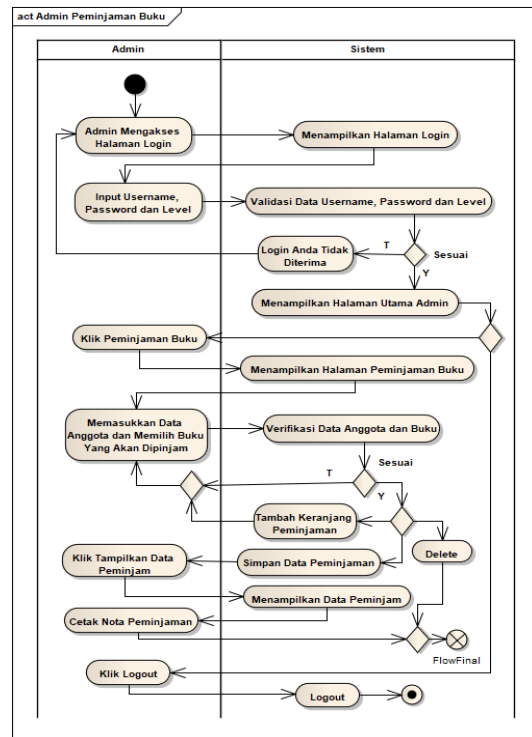 act Admin Peminjaman Buku
Admin
Sistem
Admin Mengakses
Halaman Login
Menampilkan Halaman Login
Input Username,
Password dan Level
Validasi Data Username, Password dan Level
Login Anda Tidak
Diterima
T
Sesuai
Y
Menampilkan Halaman Utama Admin
Klik Peminjaman Buku
Menampilkan Halaman Peminjaman Buku
Memasukkan Data
Anggota dan Memilih Buku
Yang Akan Dipinjam
Verifikasi Data Anggota dan Buku
Sesuai
T
Y
Tambah Keranjang
Peminjaman
Delete
Klik Tampilkan Data
Peminjam
Simpan Data Peminjaman
Menampilkan Data Peminjam
Cetak Nota Peminjaman
FlowFinal
Klik Logout
Logout